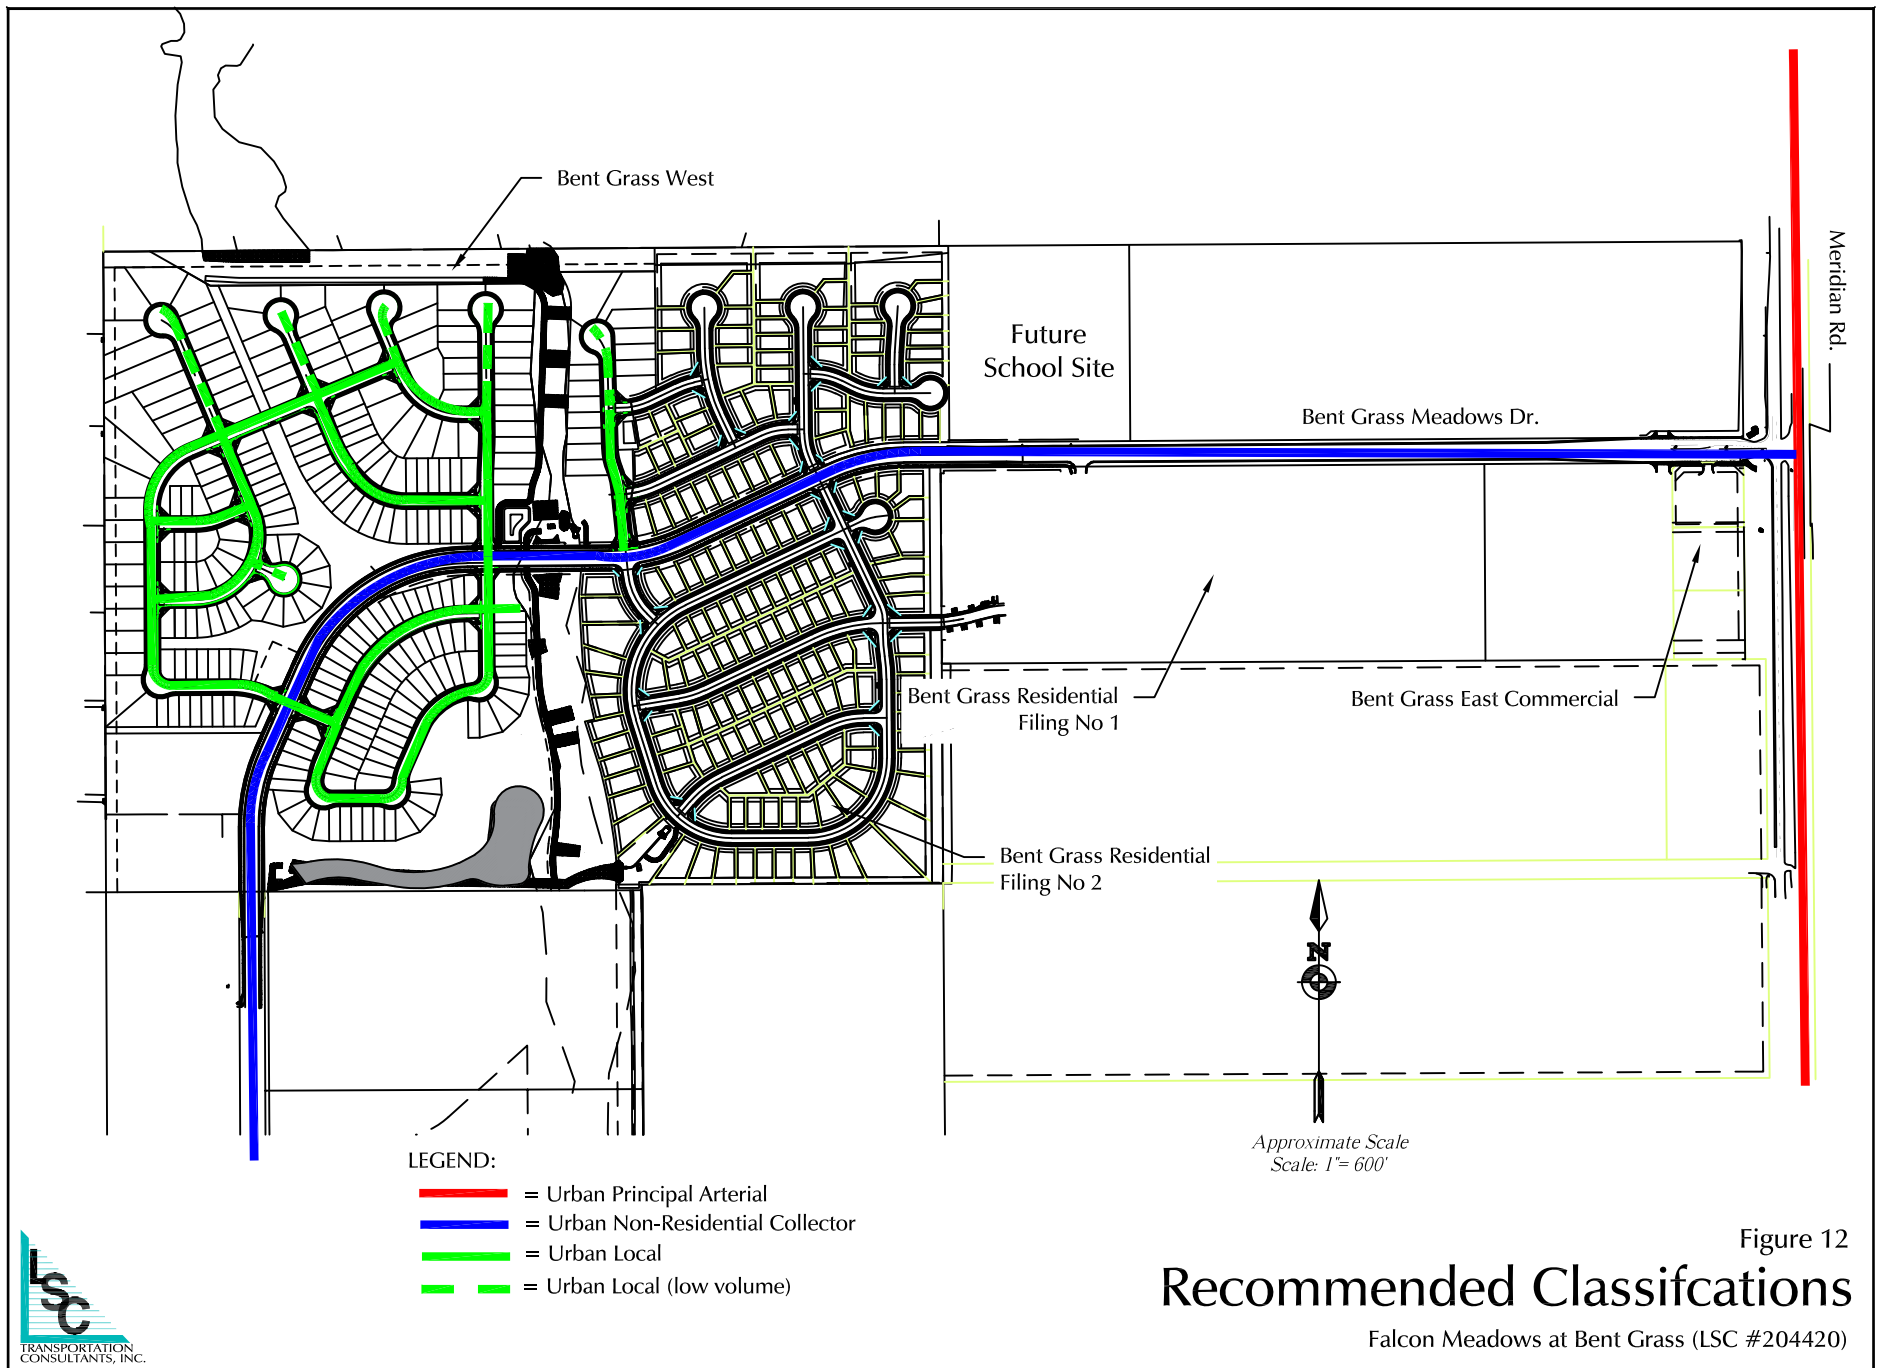 Bent Grass West
Meridian Rd.
Future
School Site
Bent Grass Meadows Dr.
Bent Grass Residential
Filing No 1
Bent Grass East Commercial
Bent Grass Residential
Filing No 2
N
Approximate Scale
Scale: 1"= 600'
LEGEND:
= Urban Principal Arterial
= Urban Non-Residential Collector
= Urban Local
= Urban Local (low volume)
Figure 12
Recommended Classifcations
Falcon Meadows at Bent Grass (LSC #204420)
LSC
TRANSPORTATION
CONSULTANTS, INC.